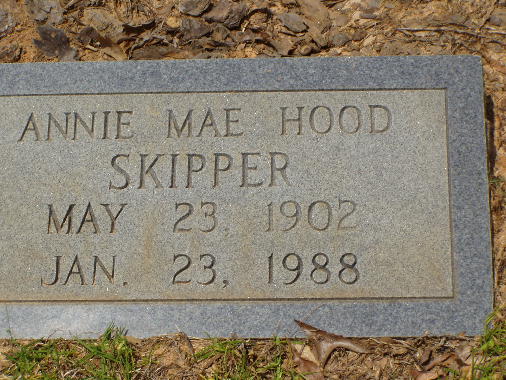 ANNIE MAE HOOD
SKIPPER
MAY 23, 1902
JAN. 23, 1988